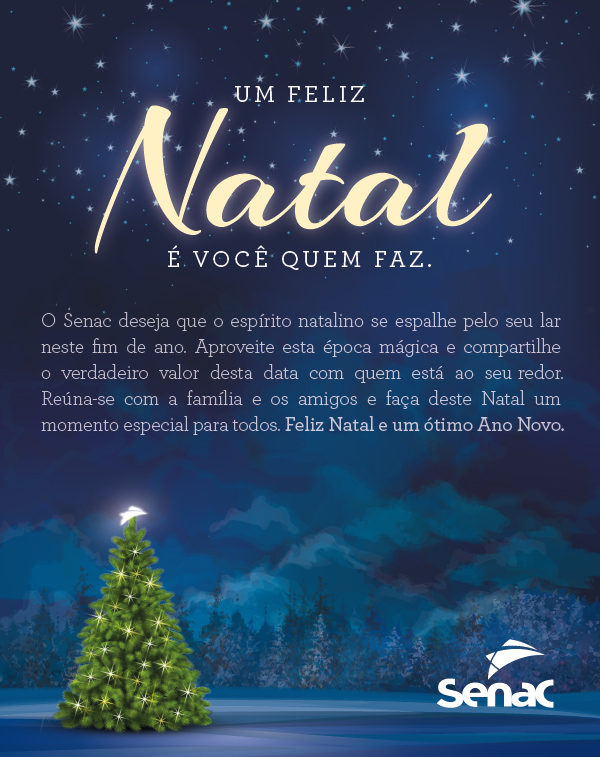 UM FELIZ
Natal
É VOCÊ QUEM FAZ.
O Senac deseja que o espírito natalino se espalhe pelo seu lar
neste fim de ano. Aproveite esta época mágica e compartilhe
o verdadeiro valor desta data com quem está ao seu redor.
Reúna-se com a família e os amigos e faça deste Natal um
momento especial para todos. Feliz Natal e um ótimo Ano Novo.
Senac